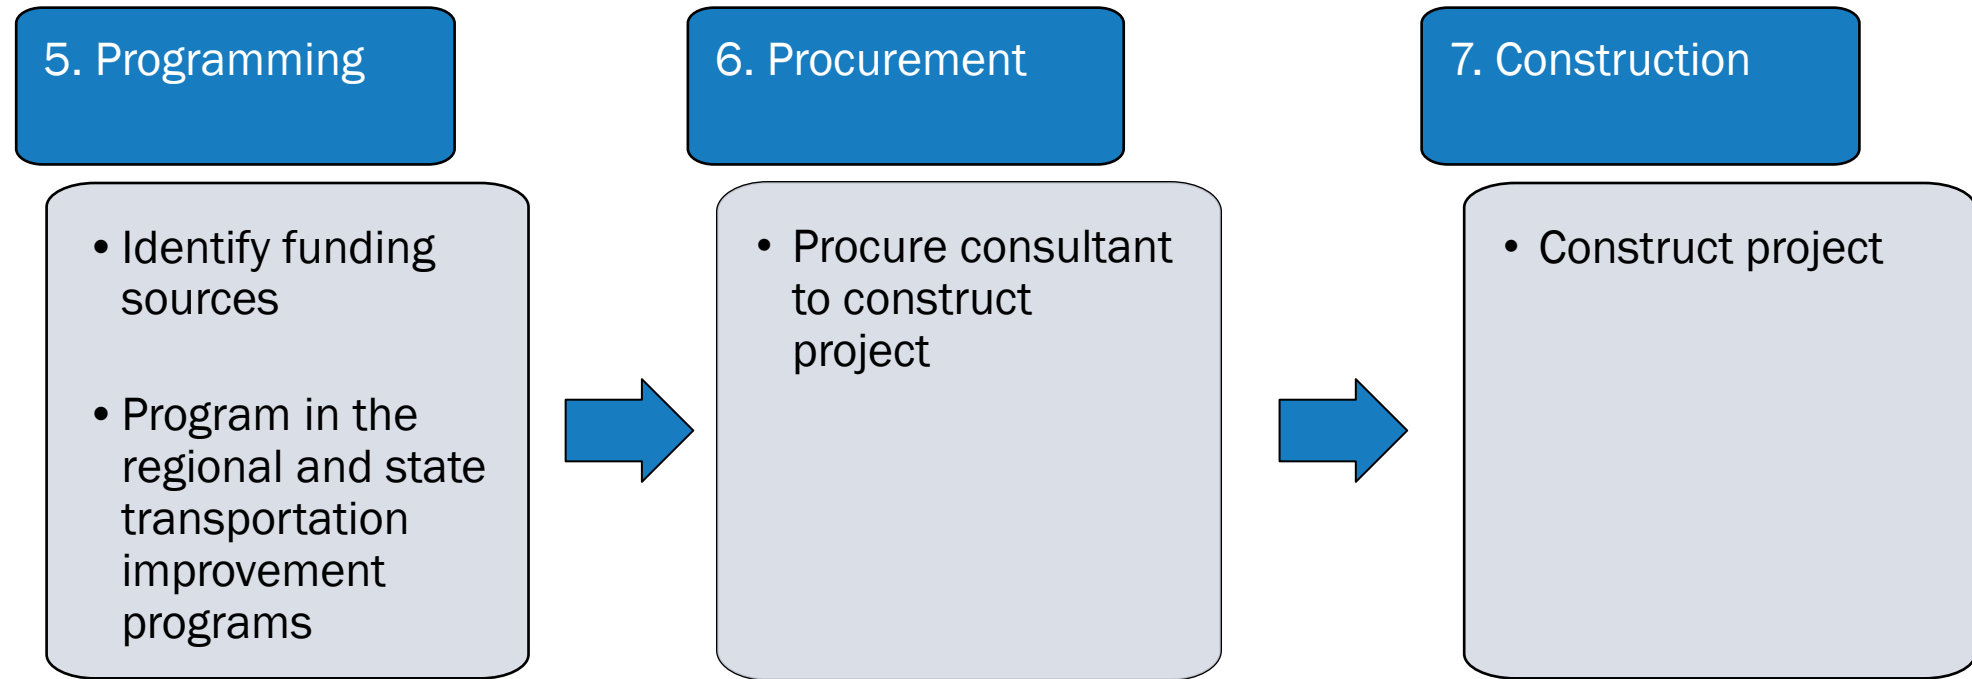 5. Programming
• Identify funding
sources
• Program in the
regional and state
transportation
improvement
programs
6. Procurement
• Procure consultant
to construct
project
7. Construction
• Construct project